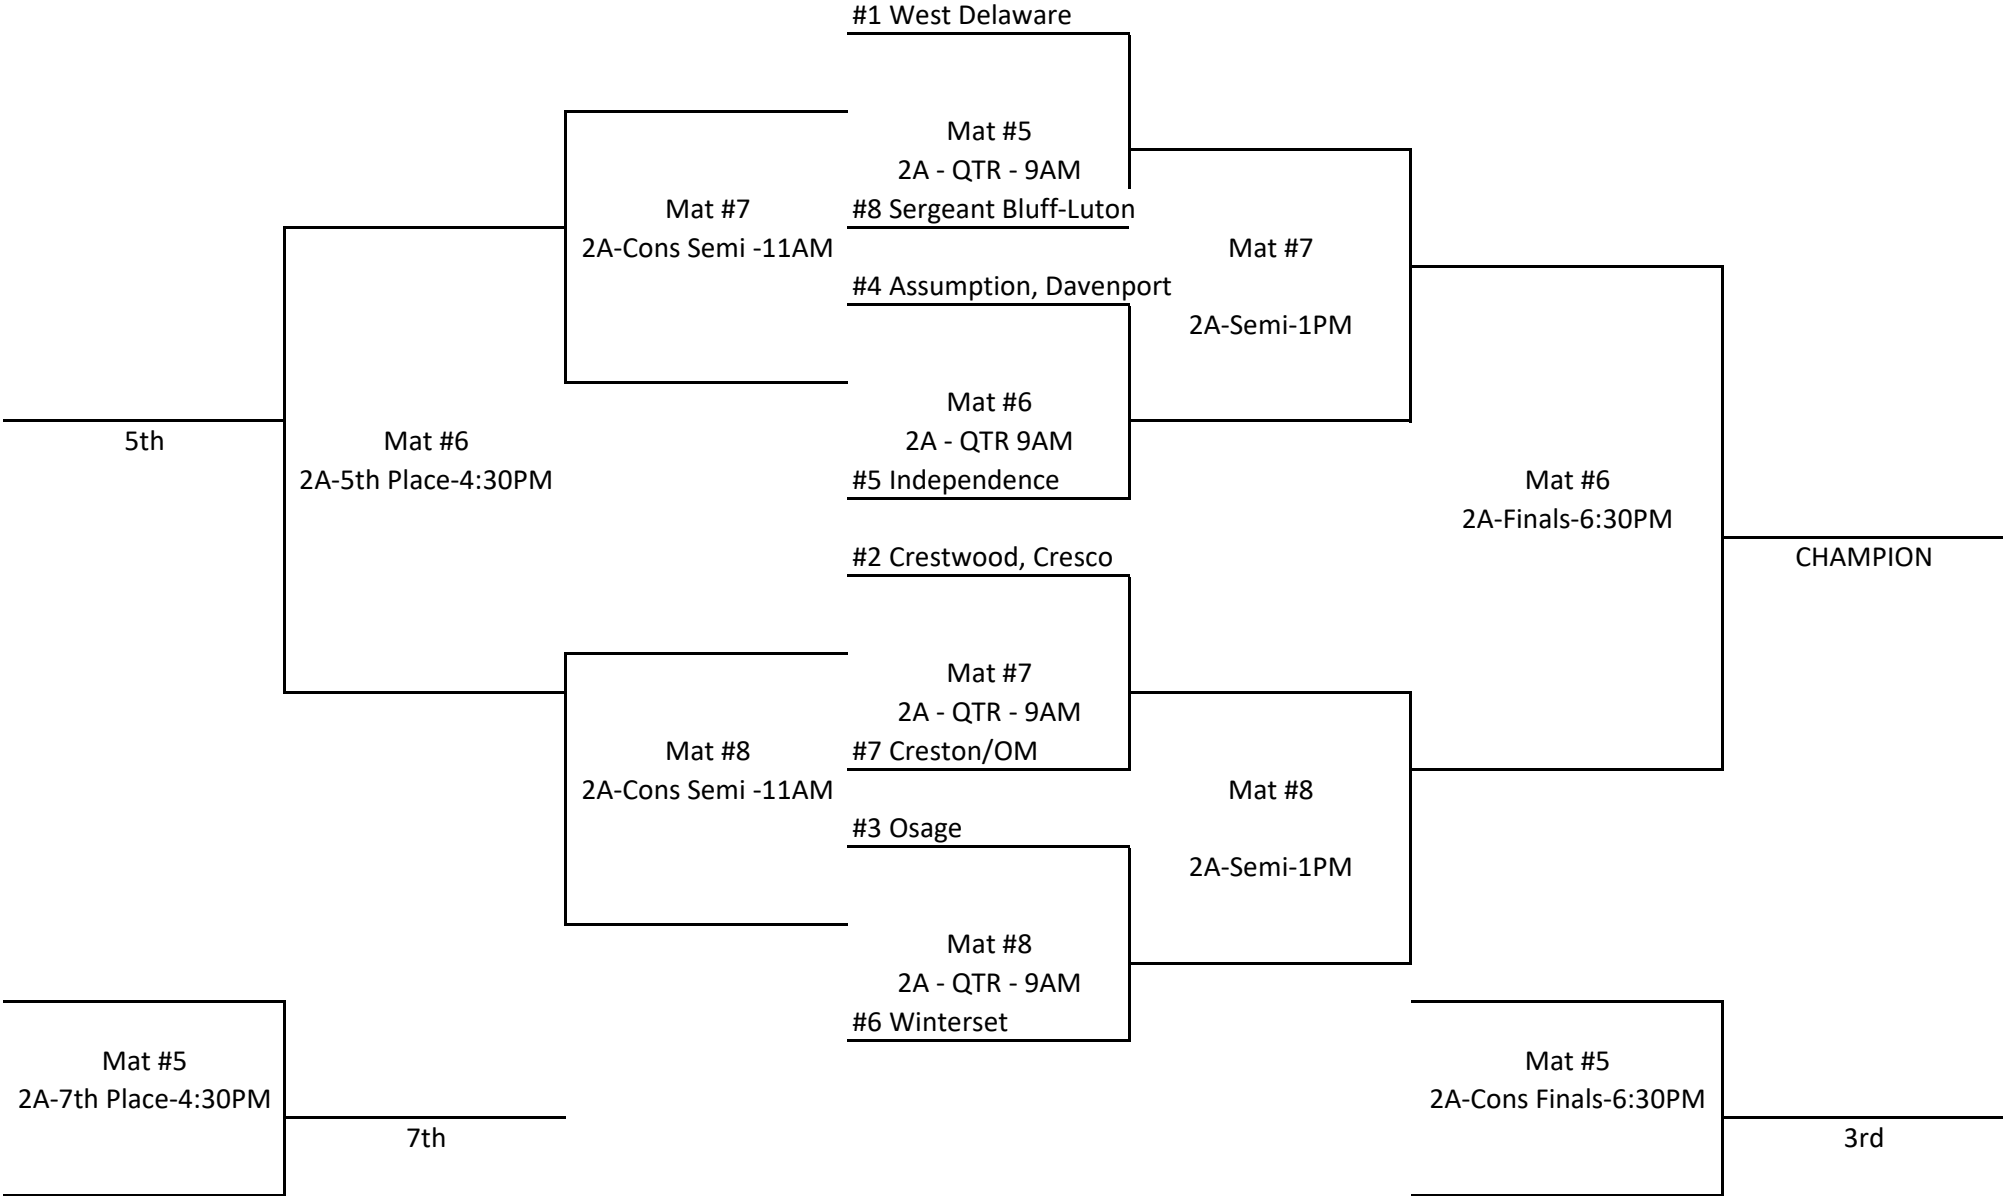 #1 West Delaware
Mat #5
2A - QTR - 9AM
Mat #7
#8 Sergeant Bluff-Luton
2A-Cons Semi -11AM
Mat #7
#4 Assumption, Davenport
2A-Semi-1PM
Mat #6
5th
Mat #6
2A - QTR 9AM
2A-5th Place-4:30PM
#5 Independence
Mat #6
2A-Finals-6:30PM
#2 Crestwood, Cresco
CHAMPION
Mat #7
2A - QTR - 9AM
Mat #8
#7 Creston/OM
2A-Cons Semi -11AM
Mat #8
#3 Osage
2A-Semi-1PM
Mat #8
2A - QTR - 9AM
#6 Winterset
Mat #5
Mat #5
2A-7th Place-4:30PM
2A-Cons Finals-6:30PM
7th
3rd